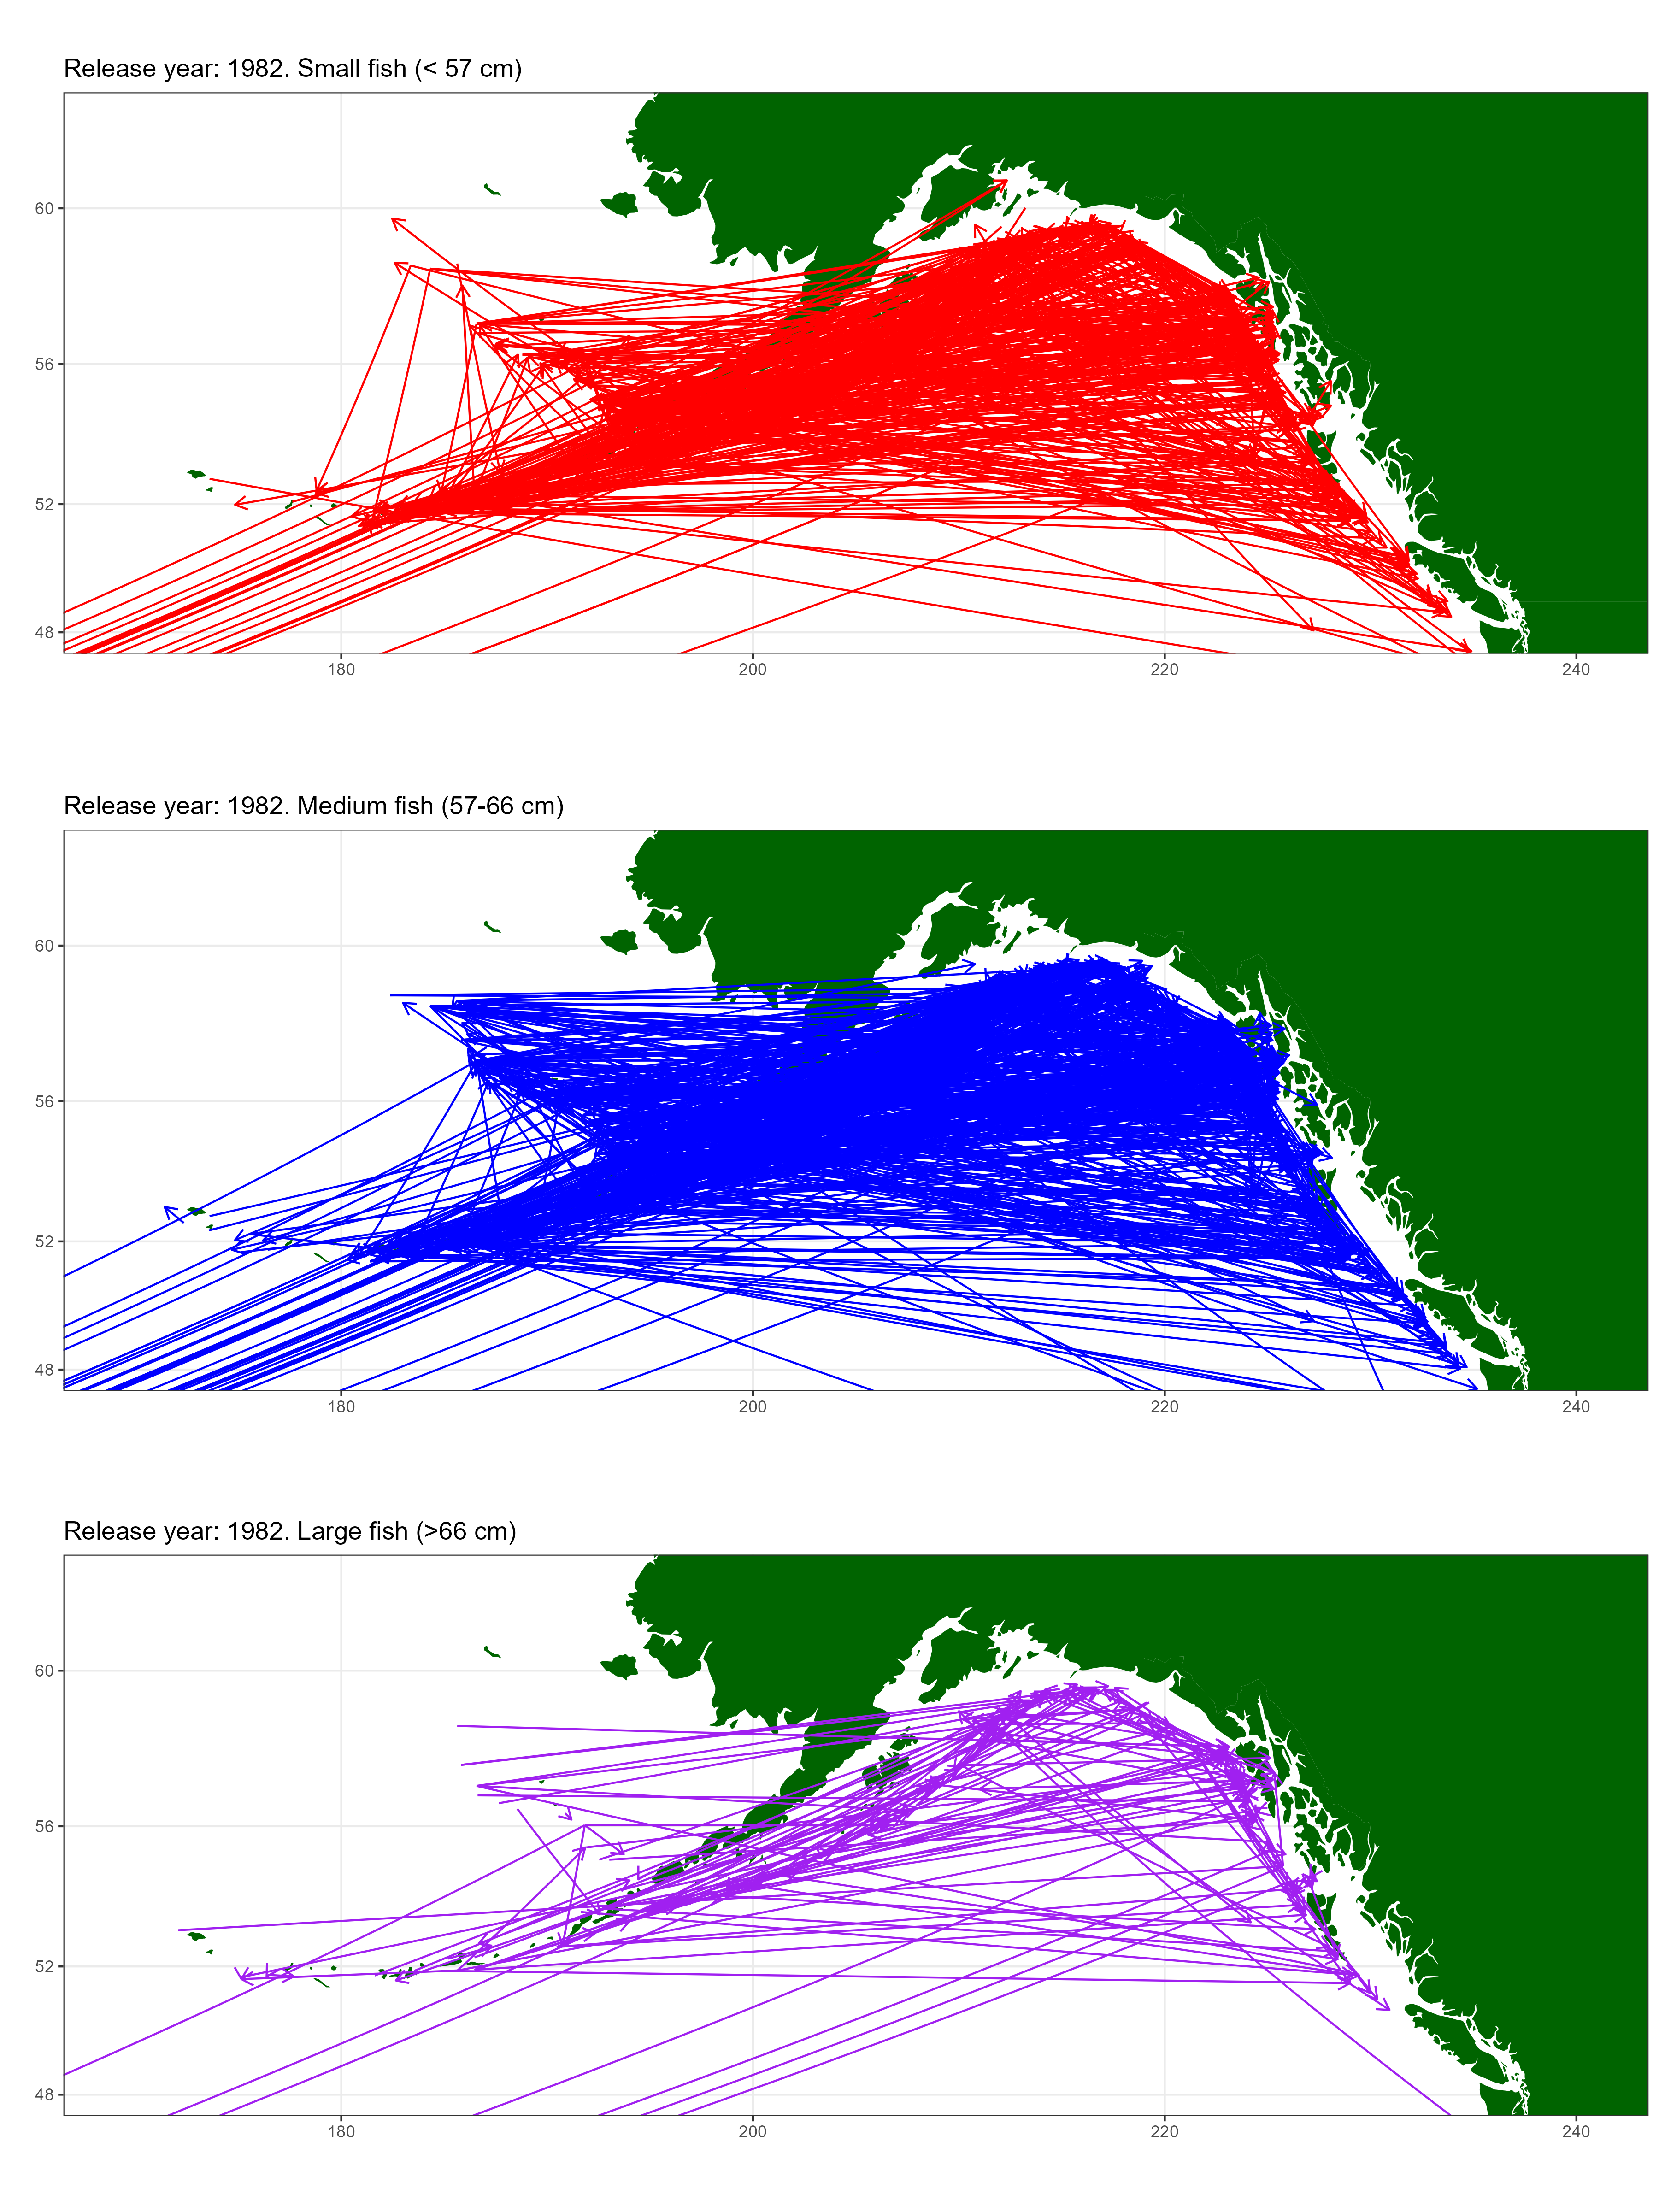 Release year: 1982. Small fish (< 57 cm)
60
56
52
48
180 200 220 240
Release year: 1982. Medium fish (57-66 cm)
60
56
52
48
180 200 220 240
Release year: 1982. Large fish (>66 cm)
60
56
52
48
180 200 220 240